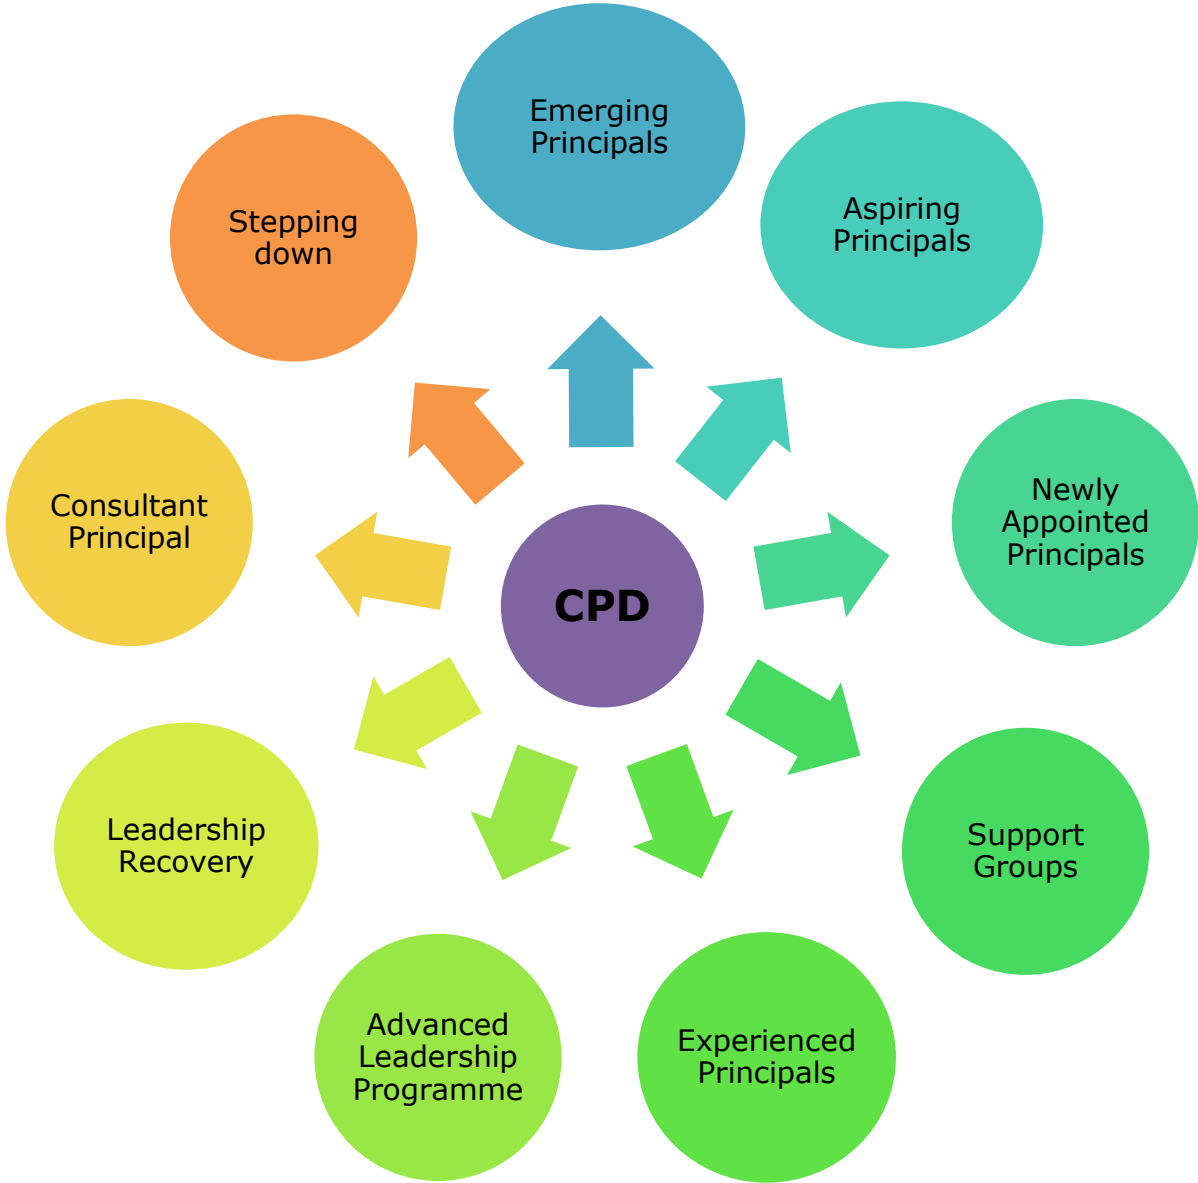 Emerging
Principals
Aspiring
Principals
Newly
Appointed
Principals
Support
Groups
Experienced
Principals
Advanced
Leadership
Programme
Leadership
Recovery
Consultant
Principal
Stepping
down
CPD